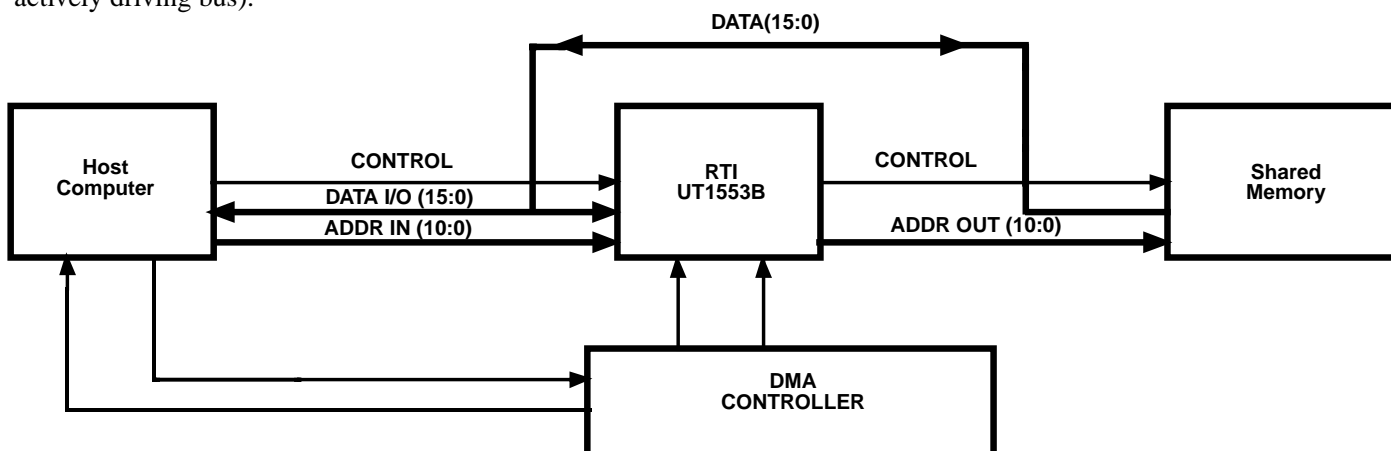 actively driving bus).
DATA(15:0)
Host
Computer
CONTROL
DATA I/O (15:0)
ADDR IN (10:0)
RTI
UT1553B
CONTROL
ADDR OUT (10:0)
Shared
Memory
DMA
CONTROLLER